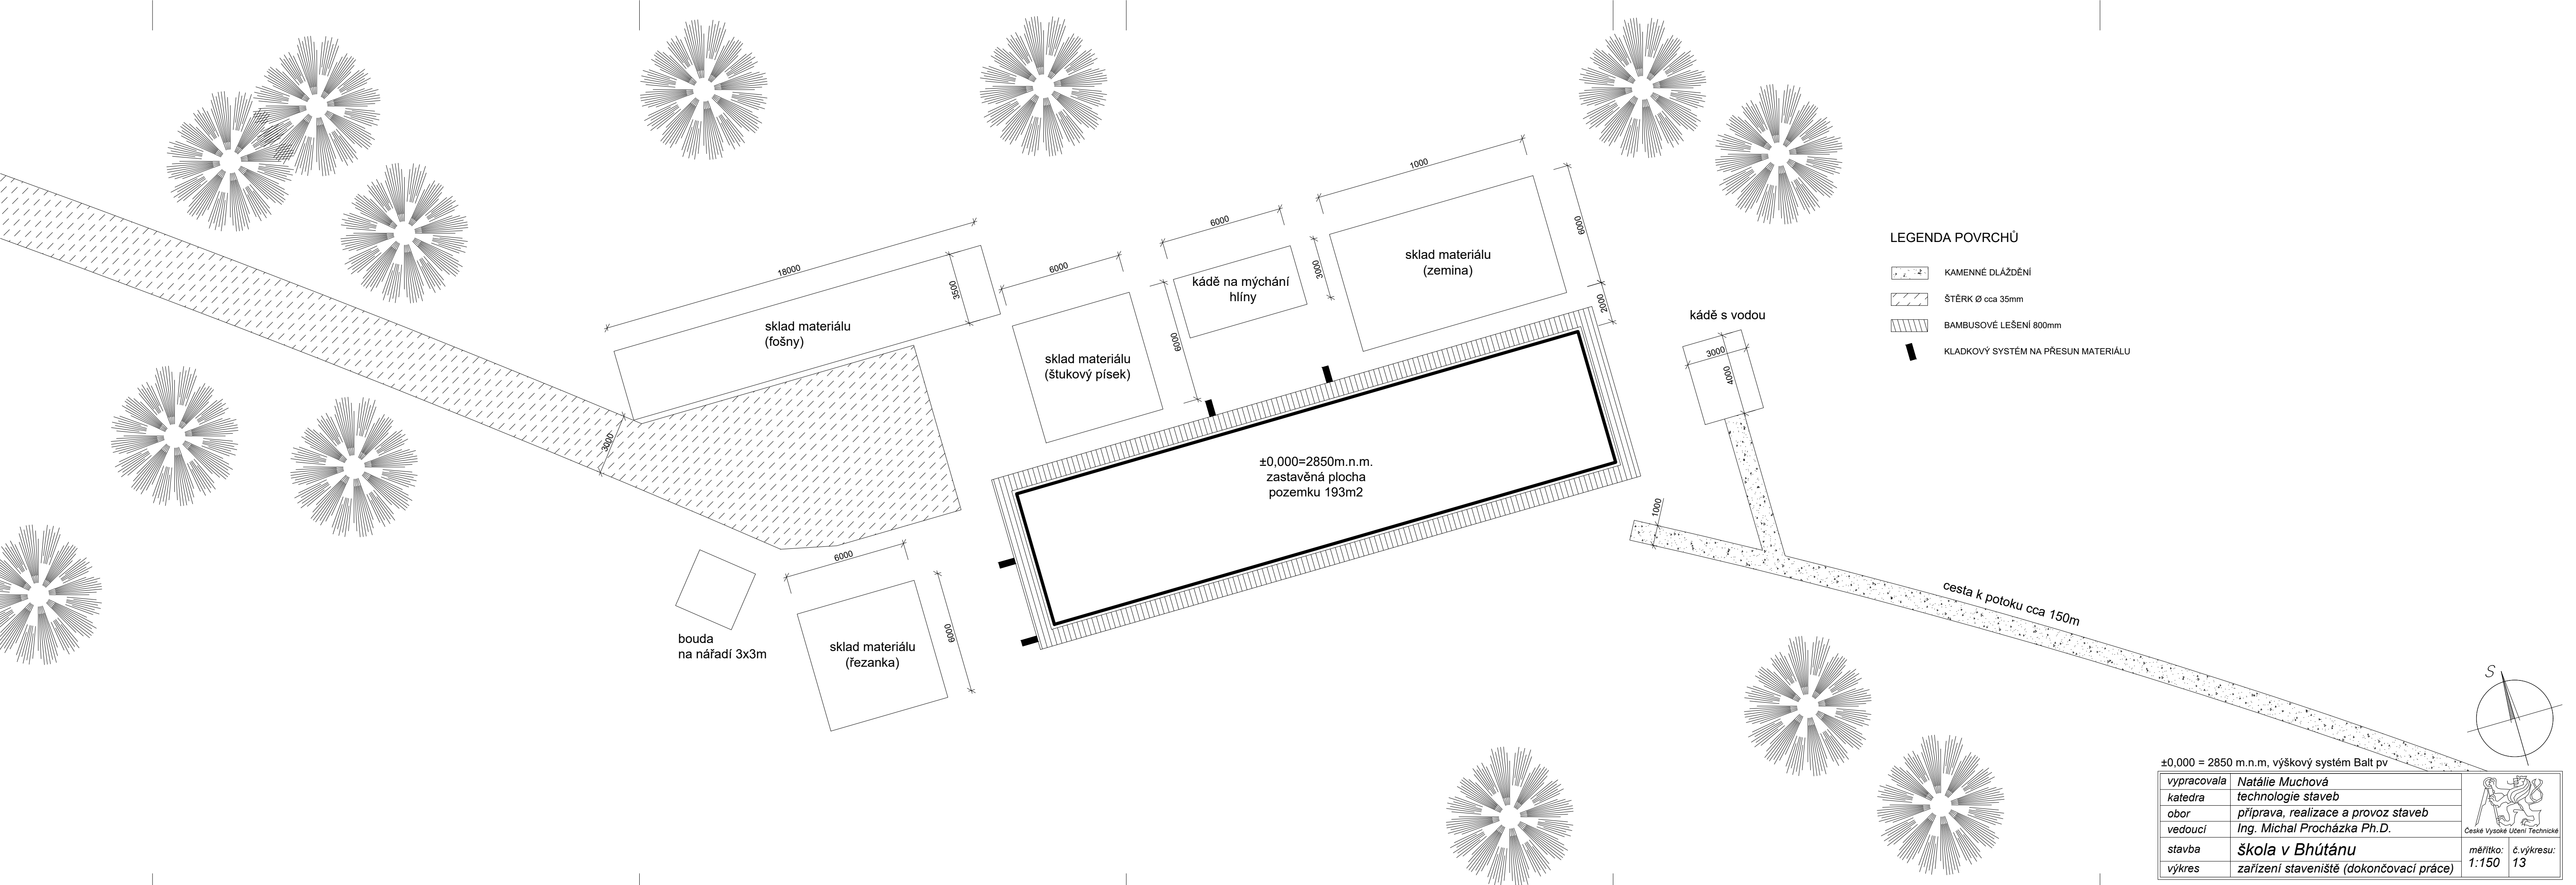 1000
6000
6000
18000
6000
3000
sklad materiálu
(zemina)
6000
2000
kádě na mýchání
hlíny
3500
6000
sklad materiálu
(fošny)
sklad materiálu
(štukový písek)
kádě s vodou
3000
4000
LEGENDA POVRCHŮ
KAMENNÉ DLÁŽDĚNÍ
ŠTĚRK Ø cca 35mm
BAMBUSOVÉ LEŠENÍ 800mm
KLADKOVÝ SYSTÉM NA PŘESUN MATERIÁLU
3000
±0,000=2850m.n.m.
zastavěná plocha
pozemku 193m2
1000
6000
6000
bouda
na nářadí 3x3m
sklad materiálu
(řezanka)
cesta k potoku cca 150m
S
±0,000 = 2850 m.n.m, výškový systém Balt pv
vypracovala Natálie Muchová
katedra technologie staveb
obor příprava, realizace a provoz staveb
vedoucí Ing. Michal Procházka Ph.D.
České Vysoké Učení Technické
stavba škola v Bhútánu
měřítko: č.výkresu:
1:150 13
výkres zařízení staveniště (dokončovací práce)